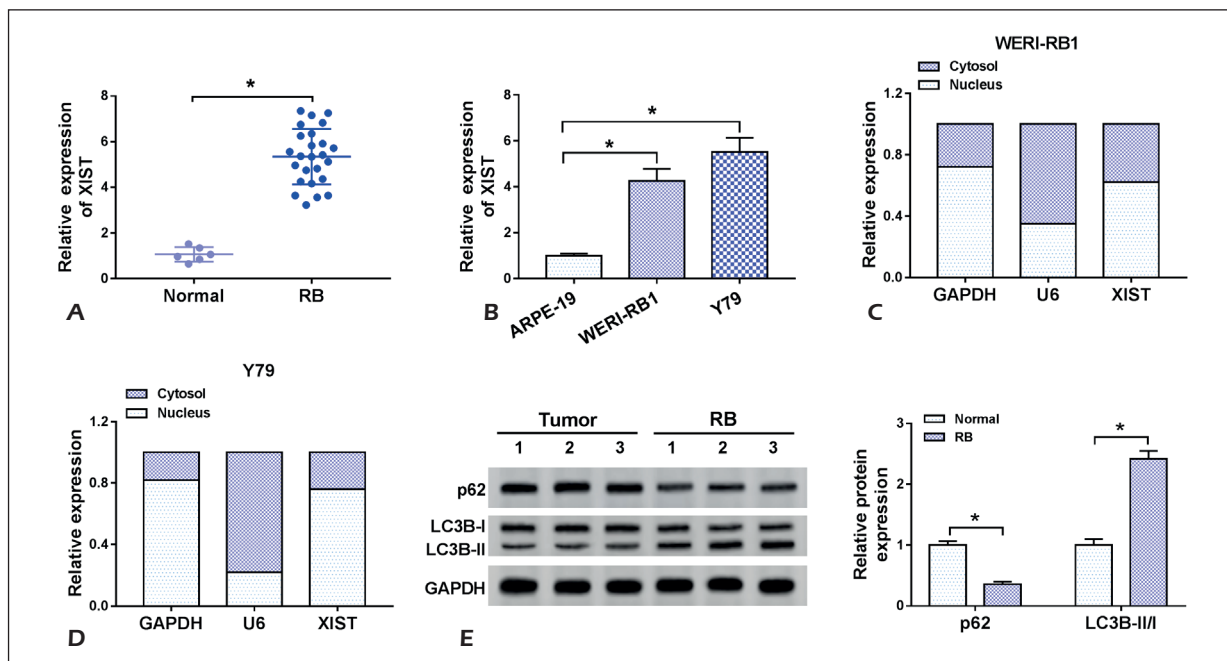 Relative expression
of XIST
8
6
4
2
0
*
Normal
RB
A
Relative expression
of XIST
8
6
4
2
0
*
*
ARPE-19
WERI-RB1
Y79
B
WERI-RB1
Cytosol
Nucleus
Relative expression
1.2
0.8
0.4
0.0
GAPDH
U6
XIST
C
Y79
Cytosol
Nucleus
Relative expression
1.2
0.8
0.4
0.0
GAPDH
U6
XIST
D
Tumor
RB
1 2 3 1 2 3
p62
LC3B-I
LC3B-II
GAPDH
E
Normal
RB
Relative protein
expression
3
2
1
0
*
*
p62
LC3B-II/I